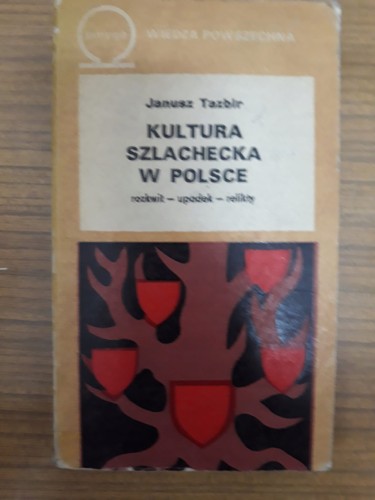 WIEDZA POWSZECHNA
Janusz Tazbir
KULTURA
SZLACHECKA
W POLSCE
rozkwit – upadek – relikty